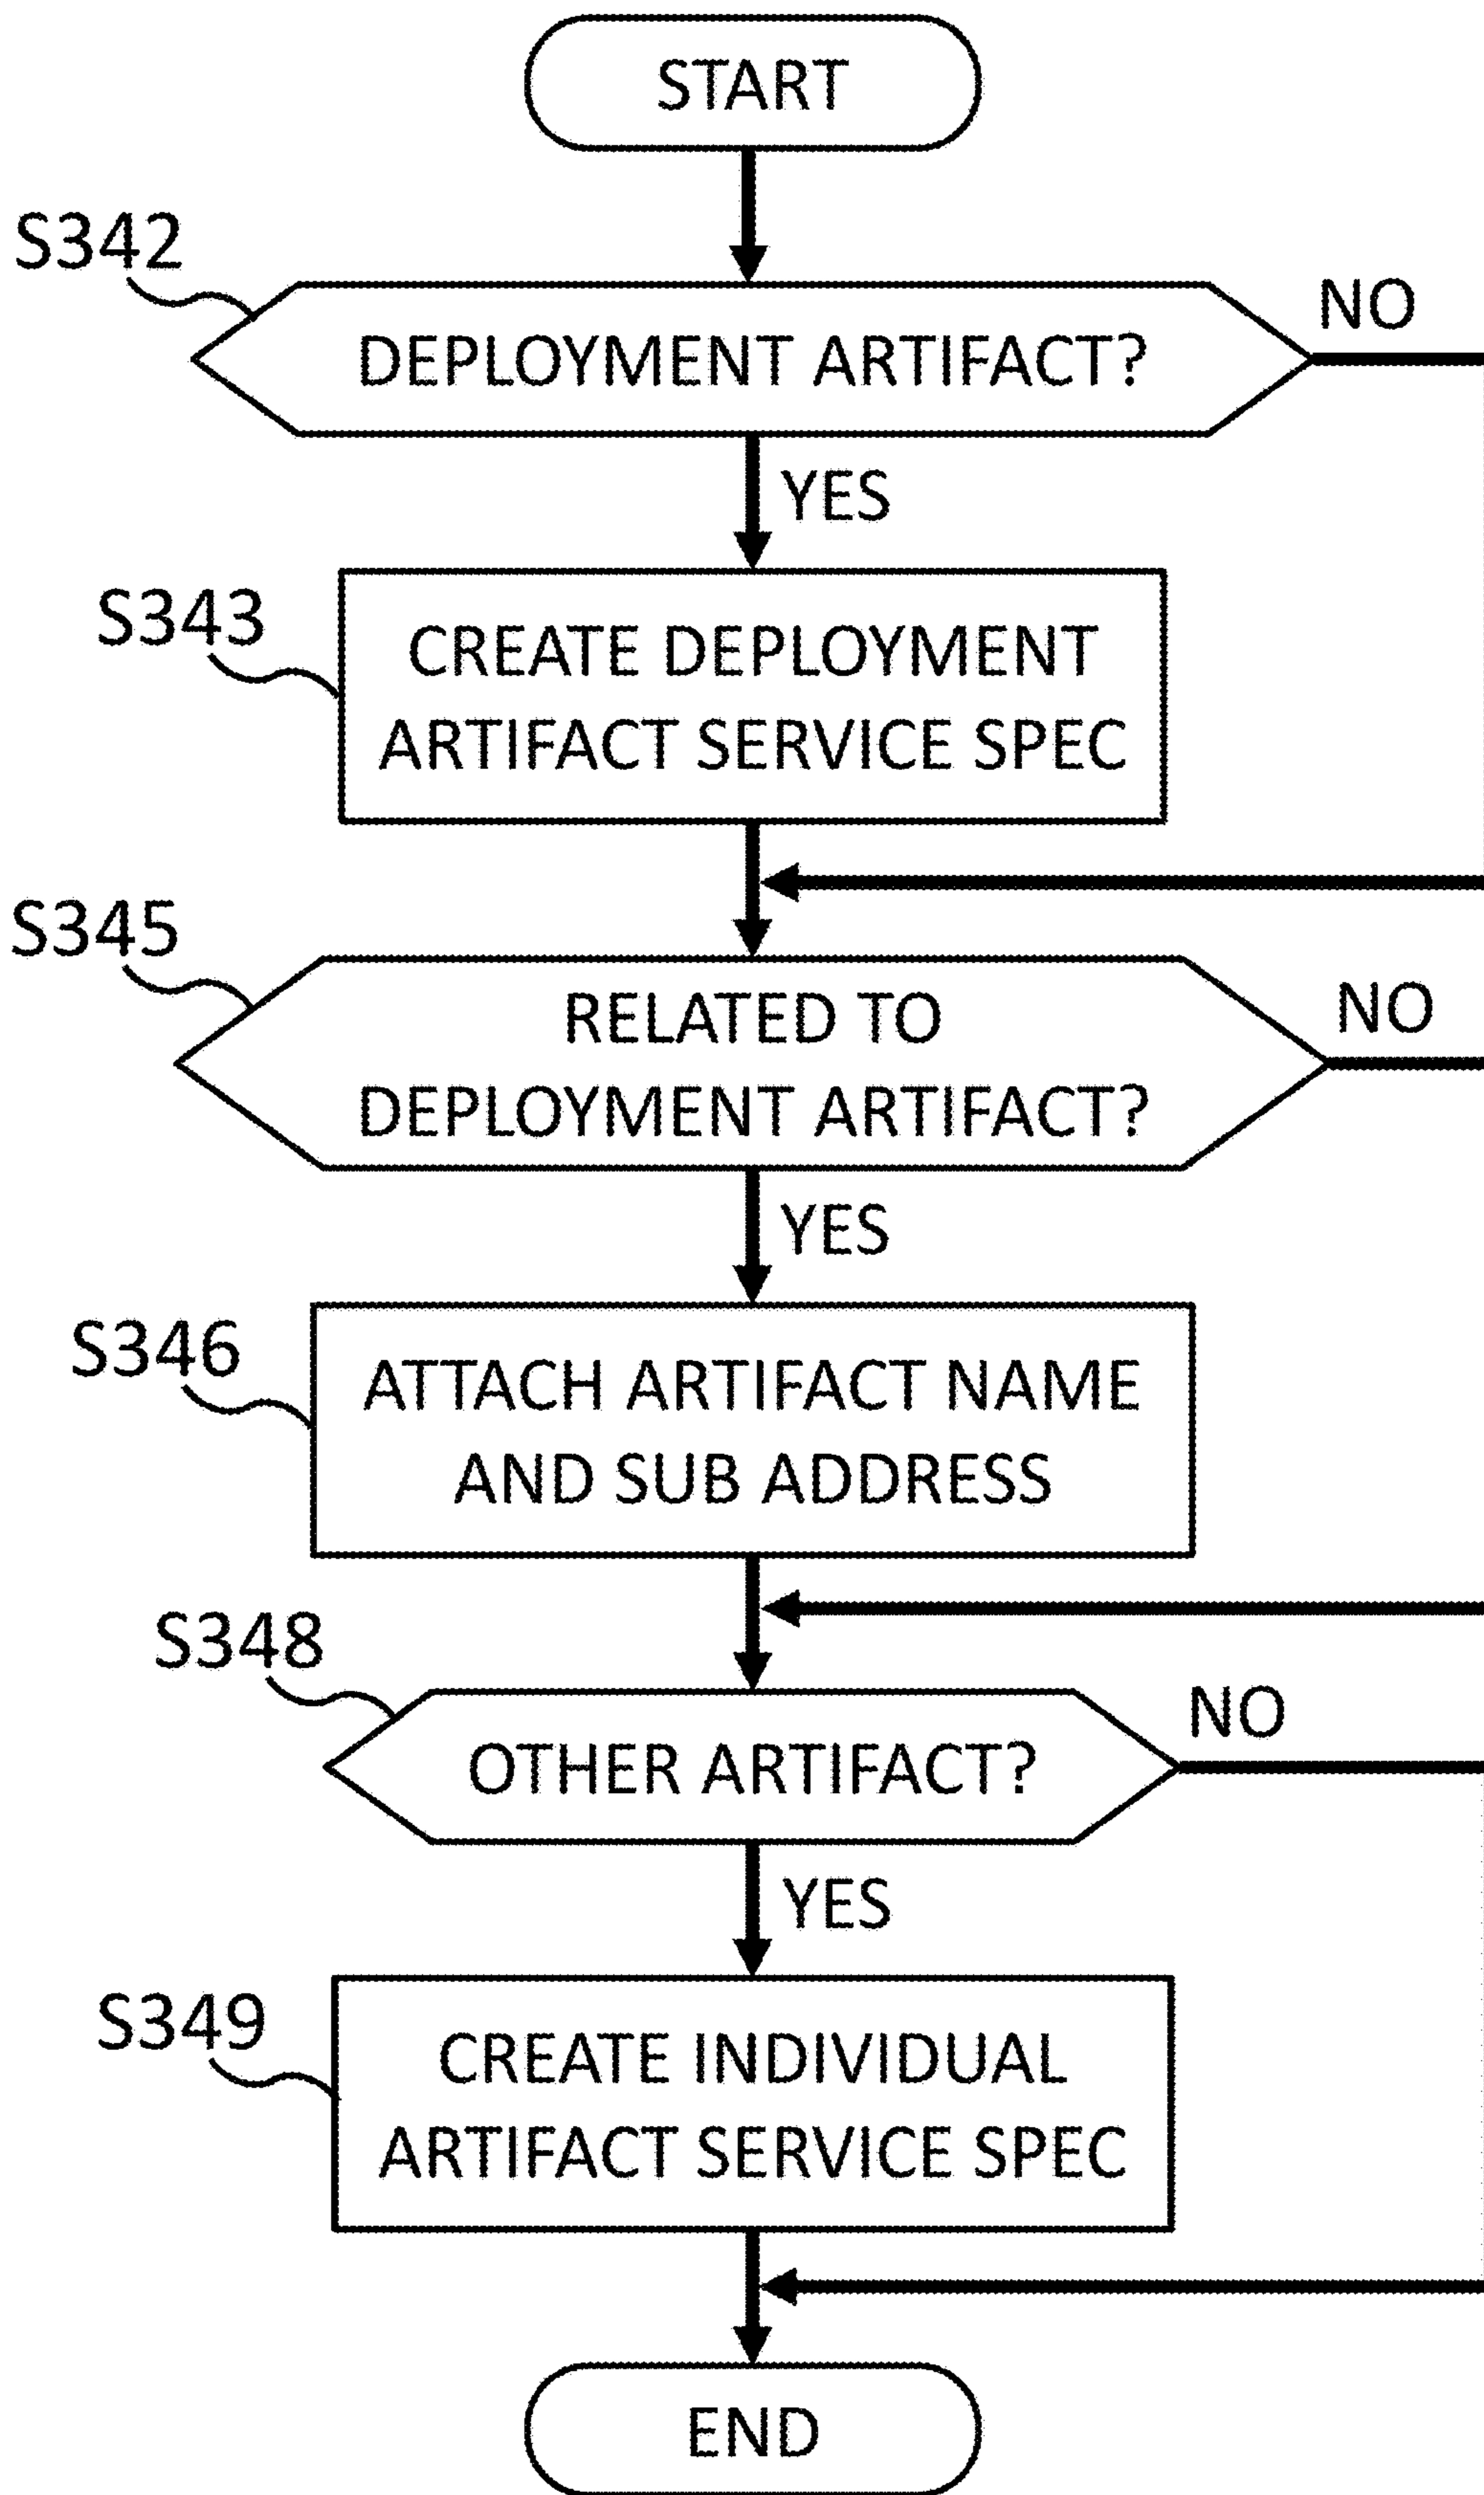 START
S342
NO
DEPLOYMENT ARTIFACT?
YES
S343
CREATE DEPLOYMENT
ARTIFACT SERVICE SPEC
S345
RELATED TO
NO
DEPLOYMENT ARTIFACT?
YES
S346
ATTACH ARTIFACT NAME
AND SUB ADDRESS
S348
NO
OTHER ARTIFACT?
YES
S349
CREATE INDIVIDUAL
ARTIFACT SERVICE SPEC
END